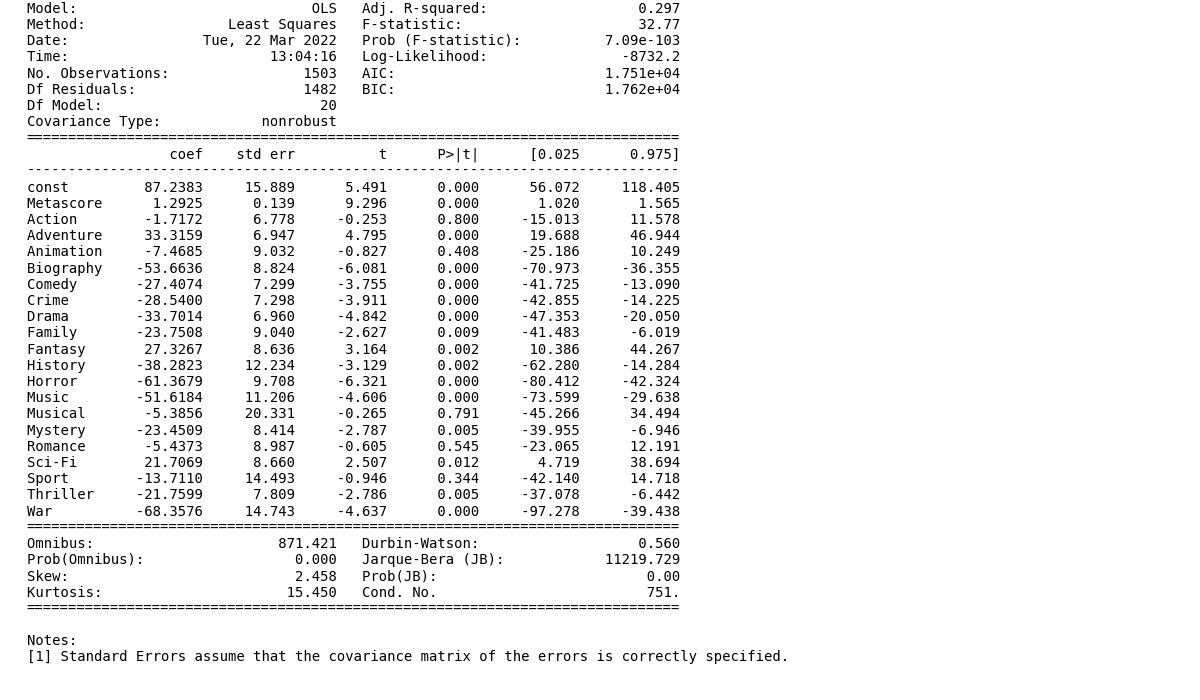 Model: OLS Adj. R-squared: 0.297
Method: Least Squares F-statistic: 32.77
Date: Tue, 22 Mar 2022 Prob (F-statistic): 7.09e-103
Time: 13:04:16 Log-Likelihood: -8732.2
No. Observations: 1503 AIC: 1.751e+04
Df Residuals: 1482 BIC: 1.762e+04
Df Model: 20
Covariance Type: nonrobust
==============================================================================
coef std err t P>|t| [0.025 0.975]
------------------------------------------------------------------------------
const 87.2383 15.889 5.491 0.000 56.072 118.405
Metascore 1.2925 0.139 9.296 0.000 1.020 1.565
Action -1.7172 6.778 -0.253 0.800 -15.013 11.578
Adventure 33.3159 6.947 4.795 0.000 19.688 46.944
Animation -7.4685 9.032 -0.827 0.408 -25.186 10.249
Biography -53.6636 8.824 -6.081 0.000 -70.973 -36.355
Comedy -27.4074 7.299 -3.755 0.000 -41.725 -13.090
Crime -28.5400 7.298 -3.911 0.000 -42.855 -14.225
Drama -33.7014 6.960 -4.842 0.000 -47.353 -20.050
Family -23.7508 9.040 -2.627 0.009 -41.483 -6.019
Fantasy 27.3267 8.636 3.164 0.002 10.386 44.267
History -38.2823 12.234 -3.129 0.002 -62.280 -14.284
Horror -61.3679 9.708 -6.321 0.000 -80.412 -42.324
Music -51.6184 11.206 -4.606 0.000 -73.599 -29.638
Musical -5.3856 20.331 -0.265 0.791 -45.266 34.494
Mystery -23.4509 8.414 -2.787 0.005 -39.955 -6.946
Romance -5.4373 8.987 -0.605 0.545 -23.065 12.191
Sci-Fi 21.7069 8.660 2.507 0.012 4.719 38.694
Sport -13.7110 14.493 -0.946 0.344 -42.140 14.718
Thriller -21.7599 7.809 -2.786 0.005 -37.078 -6.442
War -68.3576 14.743 -4.637 0.000 -97.278 -39.438
==============================================================================
Omnibus: 871.421 Durbin-Watson: 0.560
Prob(Omnibus): 0.000 Jarque-Bera (JB): 11219.729
Skew: 2.458 Prob(JB): 0.00
Kurtosis: 15.450 Cond. No. 751.
==============================================================================
Notes:
[1] Standard Errors assume that the covariance matrix of the errors is correctly specified.